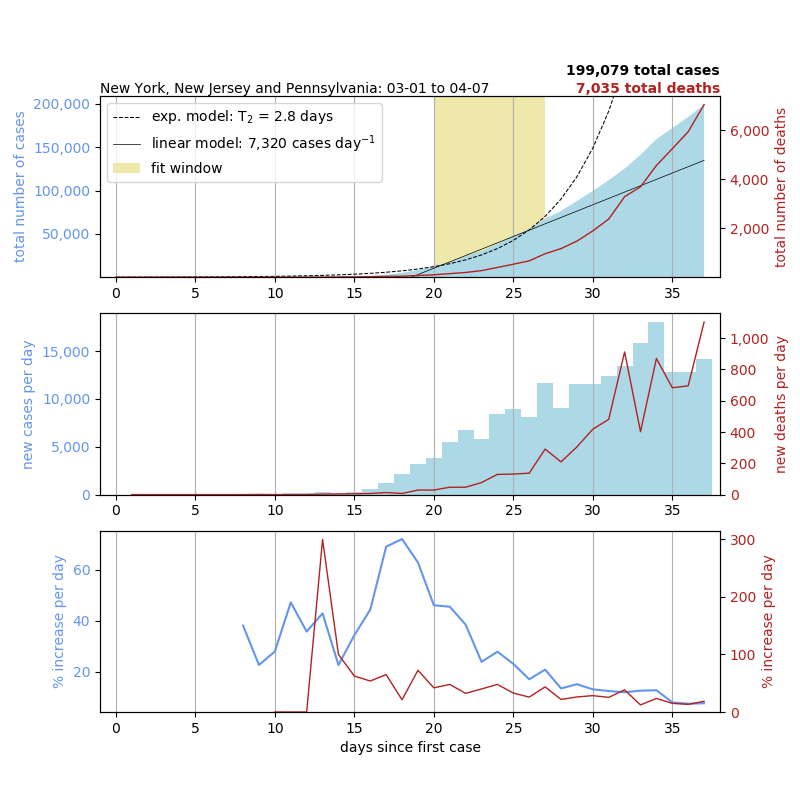 199,079 total cases
New York, New Jersey and Pennsylvania: 03-01 to 04-07
7,035 total deaths
total number of cases
200,000
150,000
100,000
50,000
exp. model: T₂ = 2.8 days
linear model: 7,320 cases day⁻¹
fit window
6,000
4,000
2,000
total number of deaths
0 5 10 15 20 25 30 35
new cases per day
15,000
10,000
5,000
0
1,000
800
600
400
200
0
new deaths per day
0 5 10 15 20 25 30 35
% increase per day
60
40
20
300
200
100
0
% increase per day
0 5 10 15 20 25 30 35
days since first case